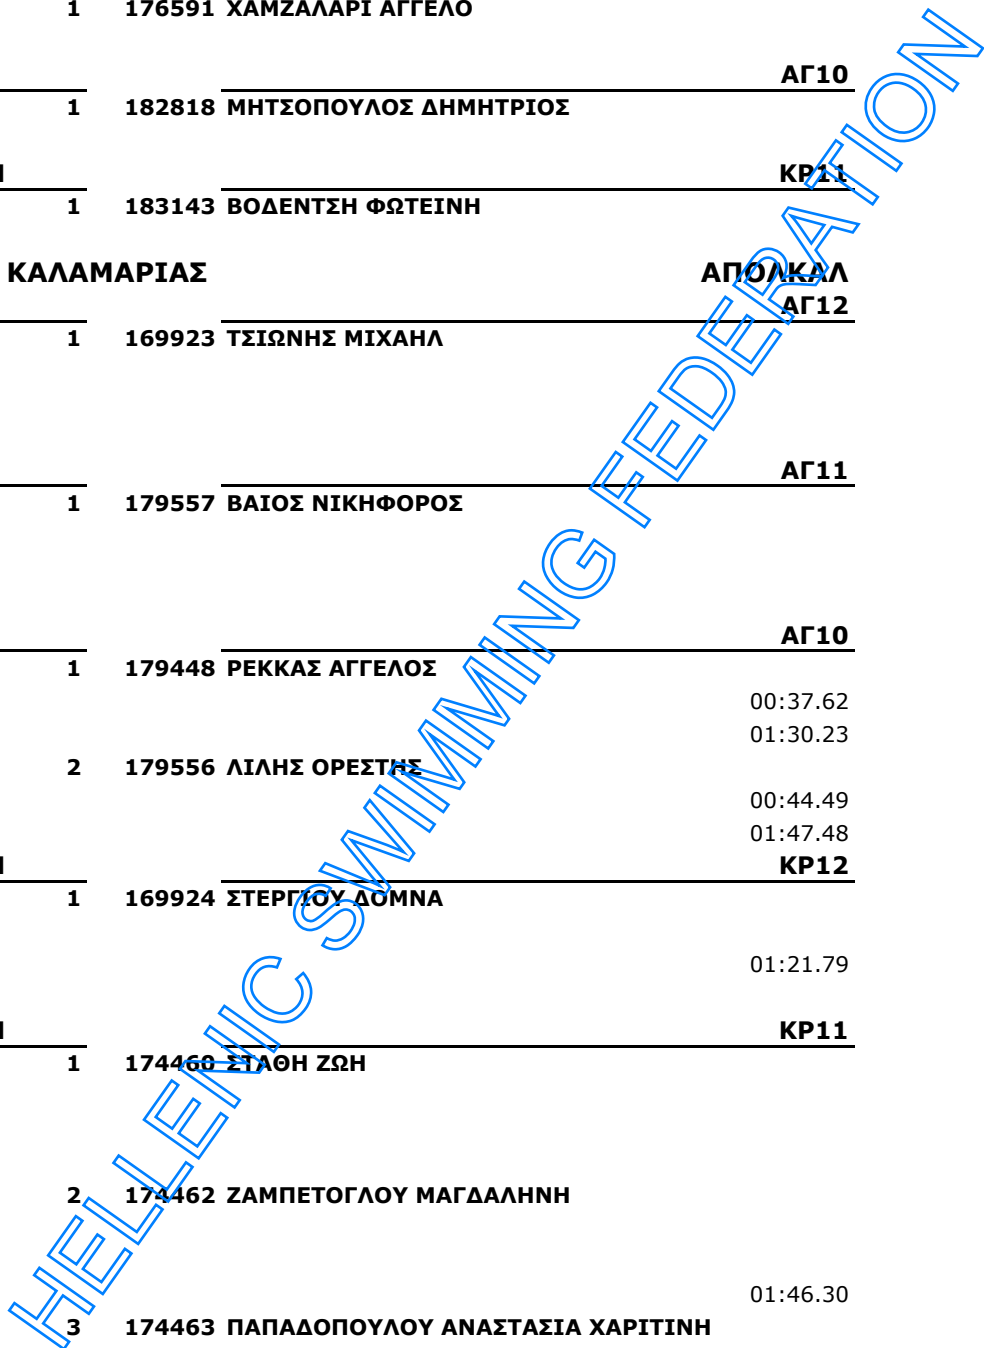 1 176591 ΧΑΜΖΑΛΑΡΙ ΑΓΓΕΛΟ
ΑΓ10
1 182818 ΜΗΤΣΟΠΟΥΛΟΣ ΔΗΜΗΤΡΙΟΣ
ΚΡ11
1 183143 ΒΟΔΕΝΤΣΗ ΦΩΤΕΙΝΗ
ΚΑΛΑΜΑΡΙΑΣ ΑΠΟΛΚΑΛ
ΑΓ12
1 169923 ΤΣΙΩΝΗΣ ΜΙΧΑΗΛ
ΑΓ11
1 179557 ΒΑΙΟΣ ΝΙΚΗΦΟΡΟΣ
ΑΓ10
1 179448 ΡΕΚΚΑΣ ΑΓΓΕΛΟΣ
00:37.62
01:30.23
2 179556 ΛΙΛΗΣ ΟΡΕΣΤΗΣ
00:44.49
01:47.48
ΚΡ12
1 169924 ΣΤΕΡΓΙΟΥ ΔΟΜΝΑ
01:21.79
ΚΡ11
1 174460 ΣΤΑΘΗ ΖΩΗ
2 174462 ΖΑΜΠΕΤΟΓΛΟΥ ΜΑΓΔΑΛΗΝΗ
01:46.30
3 174463 ΠΑΠΑΔΟΠΟΥΛΟΥ ΑΝΑΣΤΑΣΙΑ ΧΑΡΙΤΙΝΗ
HELLENIC SWIMMING FEDERATION